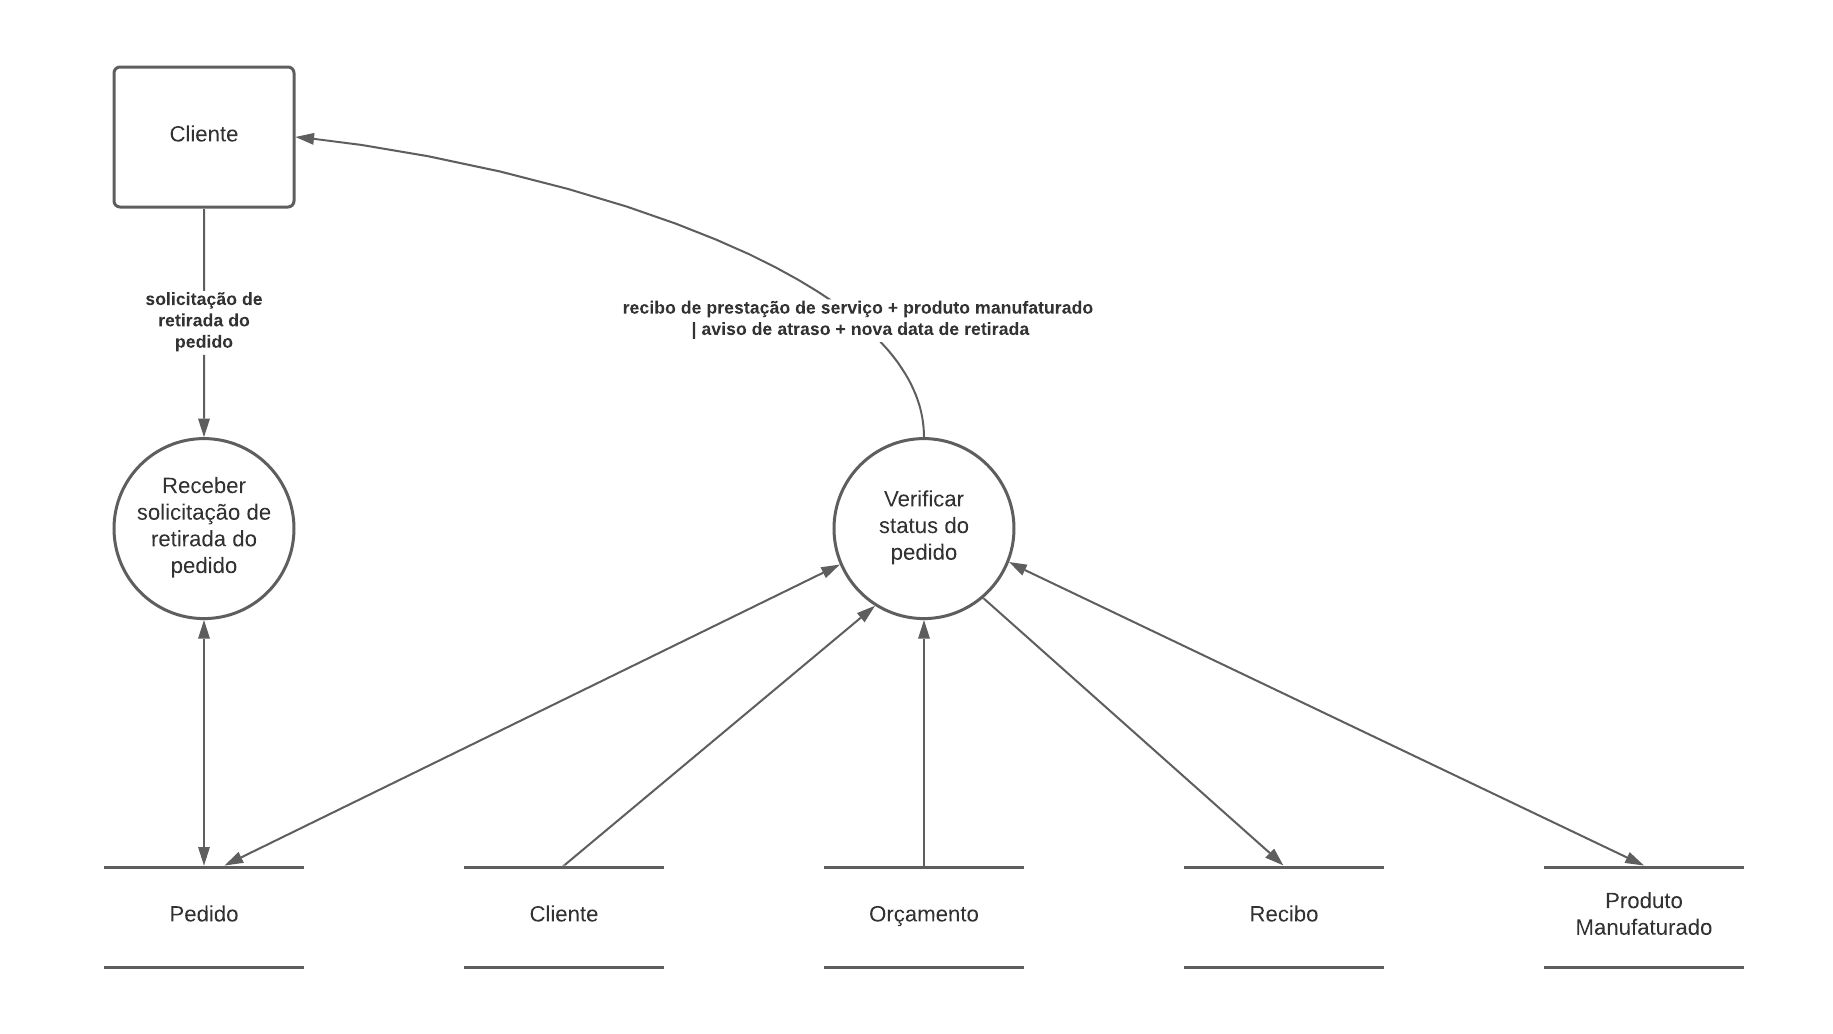 Cliente
solicitação de
retirada do
pedido
recibo de prestação de serviço + produto manufaturado
| aviso de atraso + nova data de retirada
Receber
solicitação de
retirada do
pedido
Verificar
status do
pedido
Pedido
Cliente
Orçamento
Recibo
Produto
Manufaturado